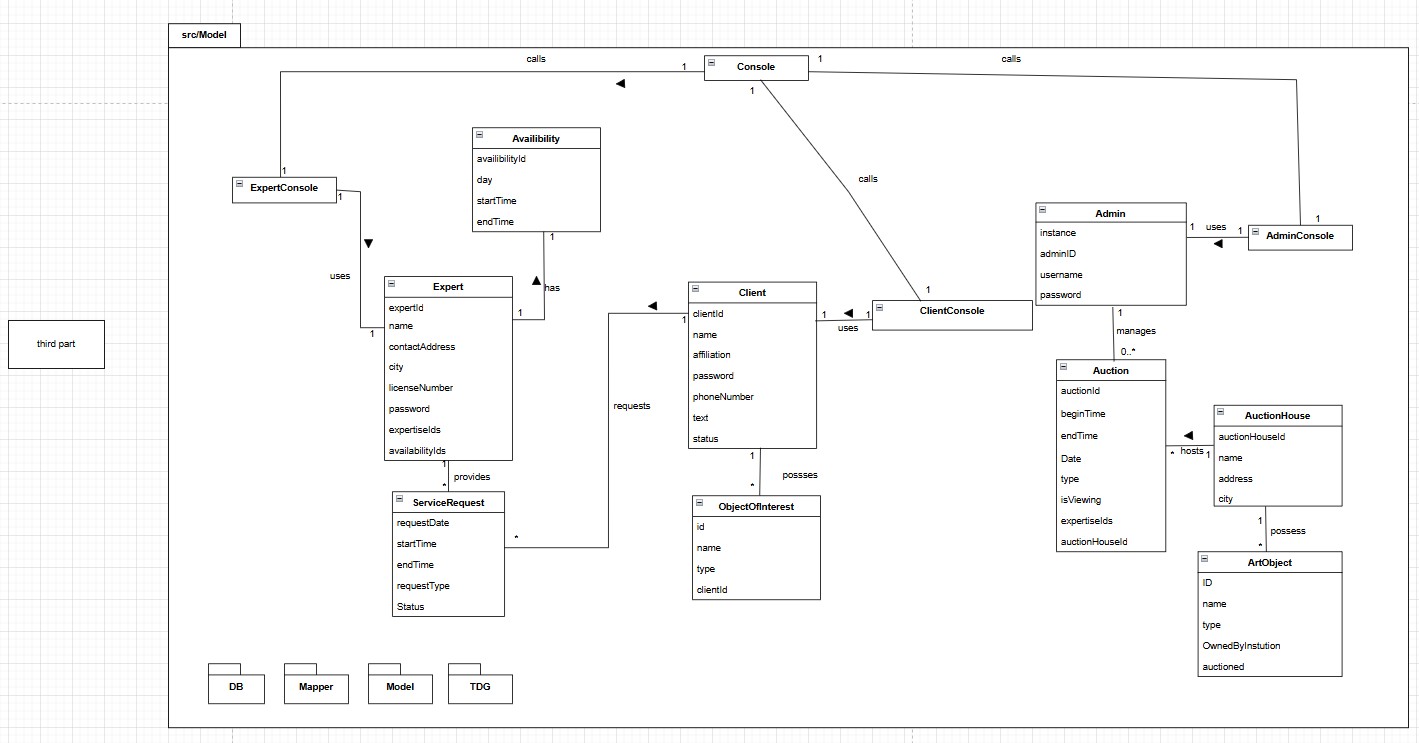 src/Model
calls
1
Console
1
calls
1
1
Availibility
availibilityId
day
startTime
endTime
1
1
ExpertConsole
1
calls
uses
has
Expert
expertId
name
contactAddress
city
licenseNumber
password
expertiseIds
availabilityIds
1
1
1
provides
*
ServiceRequest
requestDate
startTime
endTime
requestType
Status
*
requests
1
Client
clientId
name
affiliation
password
phoneNumber
text
status
1
uses
1
1
ClientConsole
1
possses
*
ObjectOfInterest
id
name
type
clientId
Admin
instance
adminID
username
password
1
uses
1
1
AdminConsole
1
manages
0..*
Auction
auctionId
beginTime
endTime
Date
type
isViewing
expertiseIds
auctionHouseId
*
hosts
1
AuctionHouse
auctionHouseId
name
address
city
1
possess
*
ArtObject
ID
name
type
OwnedByInstution
auctioned
third part
DB
Mapper
Model
TDG